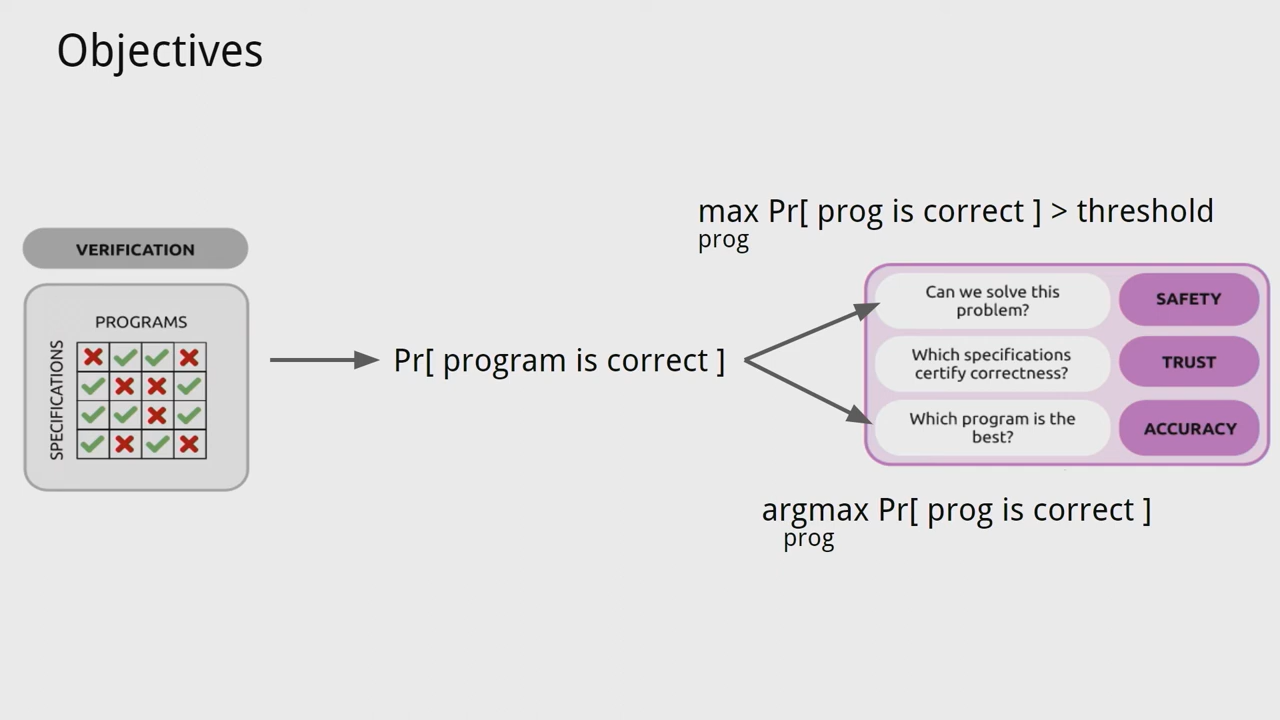 Objectives
max Pr[ prog is correct ] > threshold
prog
VERIFICATION
PROGRAMS
SPECIFICATIONS
Pr[ program is correct ]
Can we solve this
problem?
SAFETY
Which specifications
certify correctness?
TRUST
Which program is the
best?
ACCURACY
argmax Pr[ prog is correct ]
prog